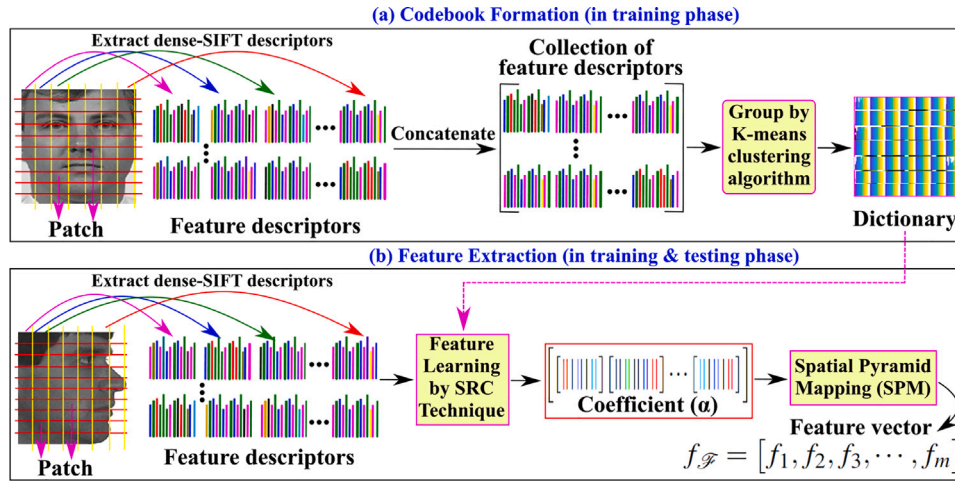 (a) Codebook Formation (in training phase)
Extract dense-SIFT descriptors
Collection of
feature descriptors
Concatenate
Group by
K-means
clustering
algorithm
Patch
Feature descriptors
Dictionary
(b) Feature Extraction (in training & testing phase)
Extract dense-SIFT descriptors
Feature
Learning
by SRC
Technique
Coefficient (α)
Spatial Pyramid
Mapping (SPM)
Patch
Feature descriptors
Feature vector
f_ℱ = [f₁, f₂, f₃, ⋯, fₘ]